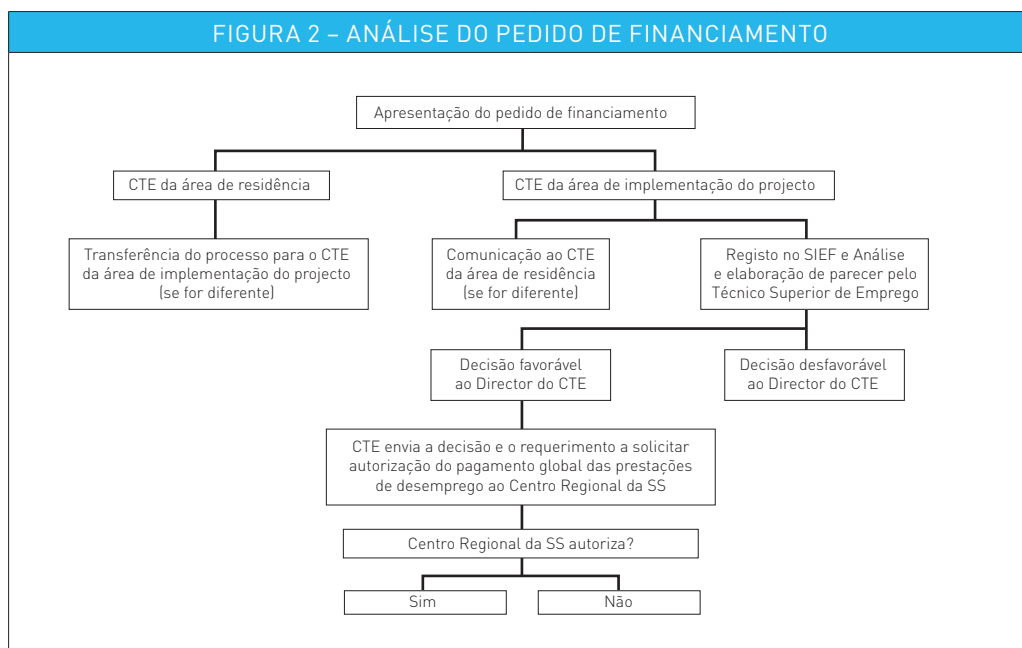 FIGURA 2 – ANÁLISE DO PEDIDO DE FINANCIAMENTO
Apresentação do pedido de financiamento
CTE da área de residência
CTE da área de implementação do projecto
Transferência do processo para o CTE
da área de implementação do projecto
(se for diferente)
Comunicação ao CTE
da área de residência
(se for diferente)
Registo no SIEF e Análise
e elaboração de parecer pelo
Técnico Superior de Emprego
Decisão favorável
ao Director do CTE
Decisão desfavorável
ao Director do CTE
CTE envia a decisão e o requerimento a solicitar
autorização do pagamento global das prestações
de desemprego ao Centro Regional da SS
Centro Regional da SS autoriza?
Sim
Não